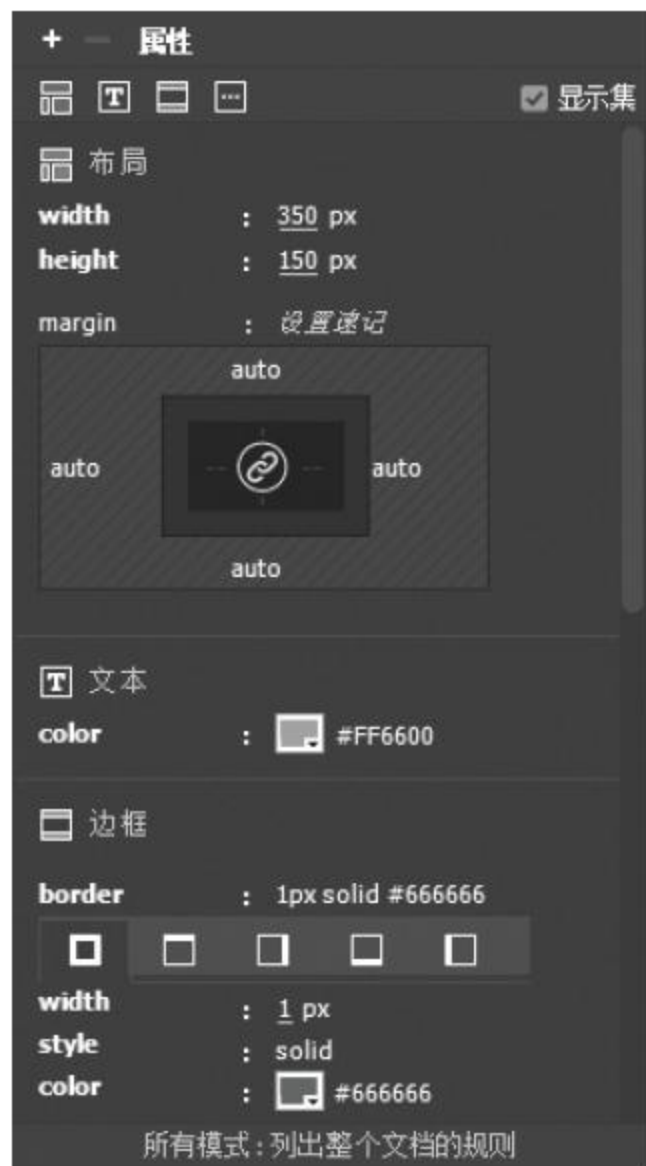 + − 属性
T ... 显示集
布局
width : 350 px
height : 150 px
margin : 设置速记
auto
auto auto
auto
T 文本
color : #FF6600
边框
border : 1px solid #666666
width : 1 px
style : solid
color : #666666
所有模式:列出整个文档的规则